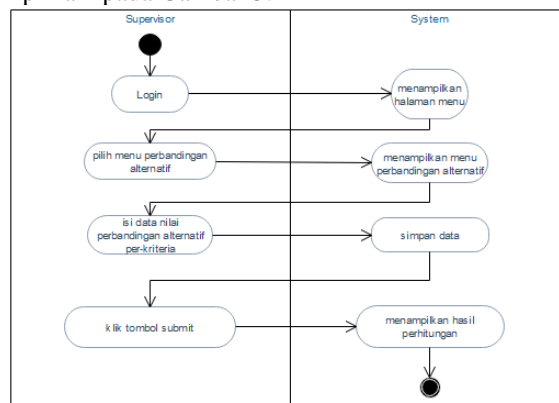 Supervisor
System
Login
menampilkan
halaman menu
pilih menu perbandingan
alternatif
menampilkan menu
perbandingan alternatif
isi data nilai
perbandingan alternatif
per-kriteria
simpan data
klik tombol submit
menampilkan hasil
perhitungan